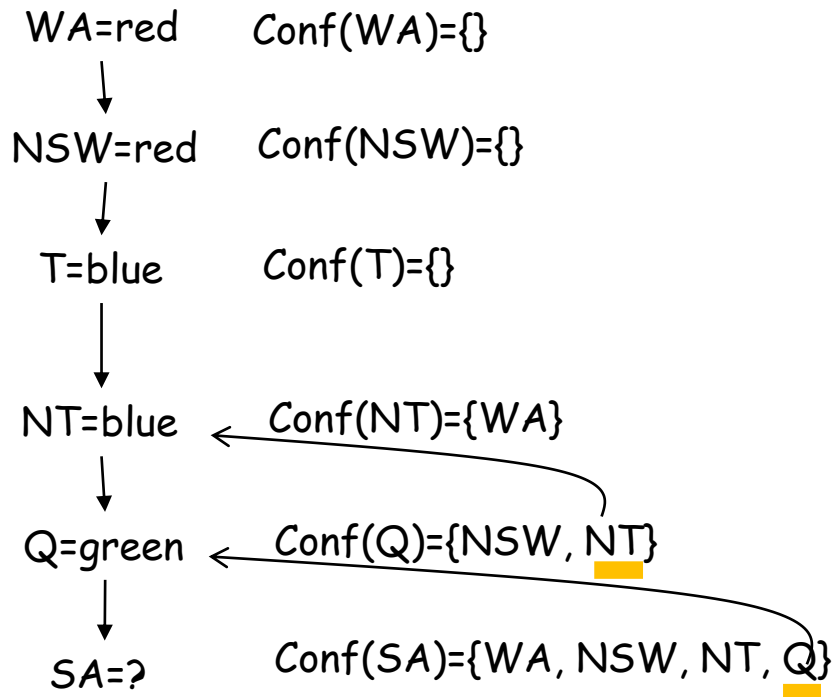 WA=red Conf(WA)={}
NSW=red Conf(NSW)={}
T=blue Conf(T)={}
NT=blue Conf(NT)={WA}
Q=green Conf(Q)={NSW, NT}
SA=? Conf(SA)={WA, NSW, NT, Q}